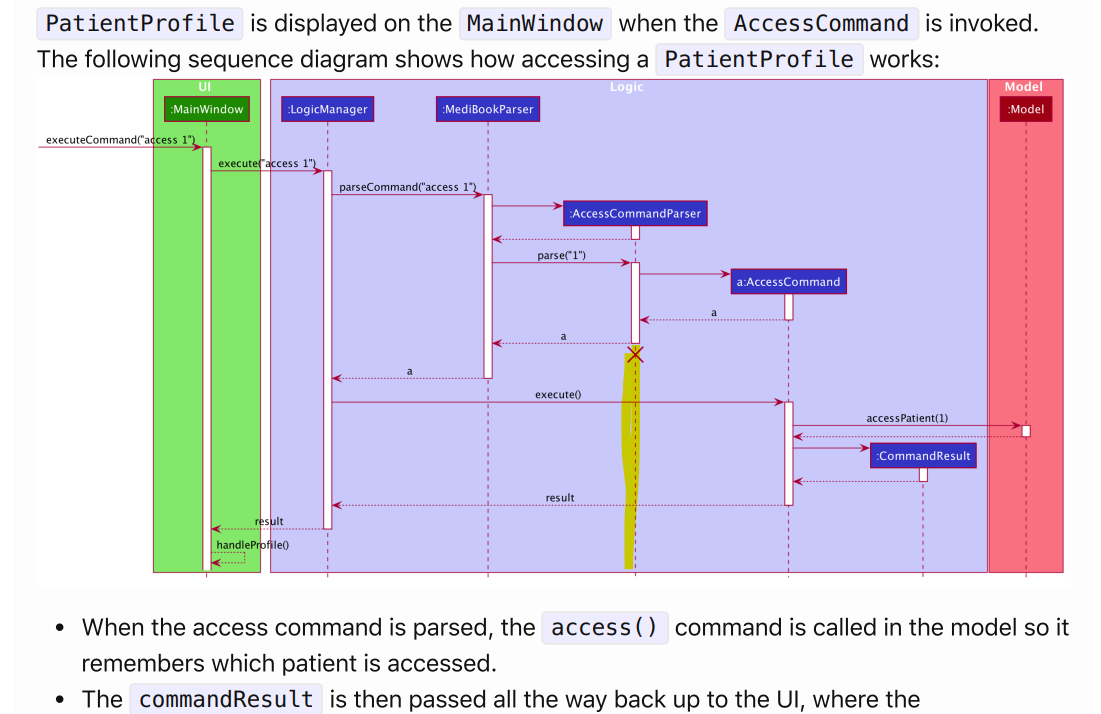 PatientProfile is displayed on the MainWindow when the AccessCommand is invoked.
The following sequence diagram shows how accessing a PatientProfile works:
UI
Logic
Model
:MainWindow
:LogicManager
:MediBookParser
:Model
executeCommand("access 1")
execute("access 1")
parseCommand("access 1")
:AccessCommandParser
parse("1")
a:AccessCommand
a
a
a
execute()
accessPatient(1)
:CommandResult
result
result
handleProfile()
• When the access command is parsed, the access() command is called in the model so it
remembers which patient is accessed.
• The commandResult is then passed all the way back up to the UI, where the